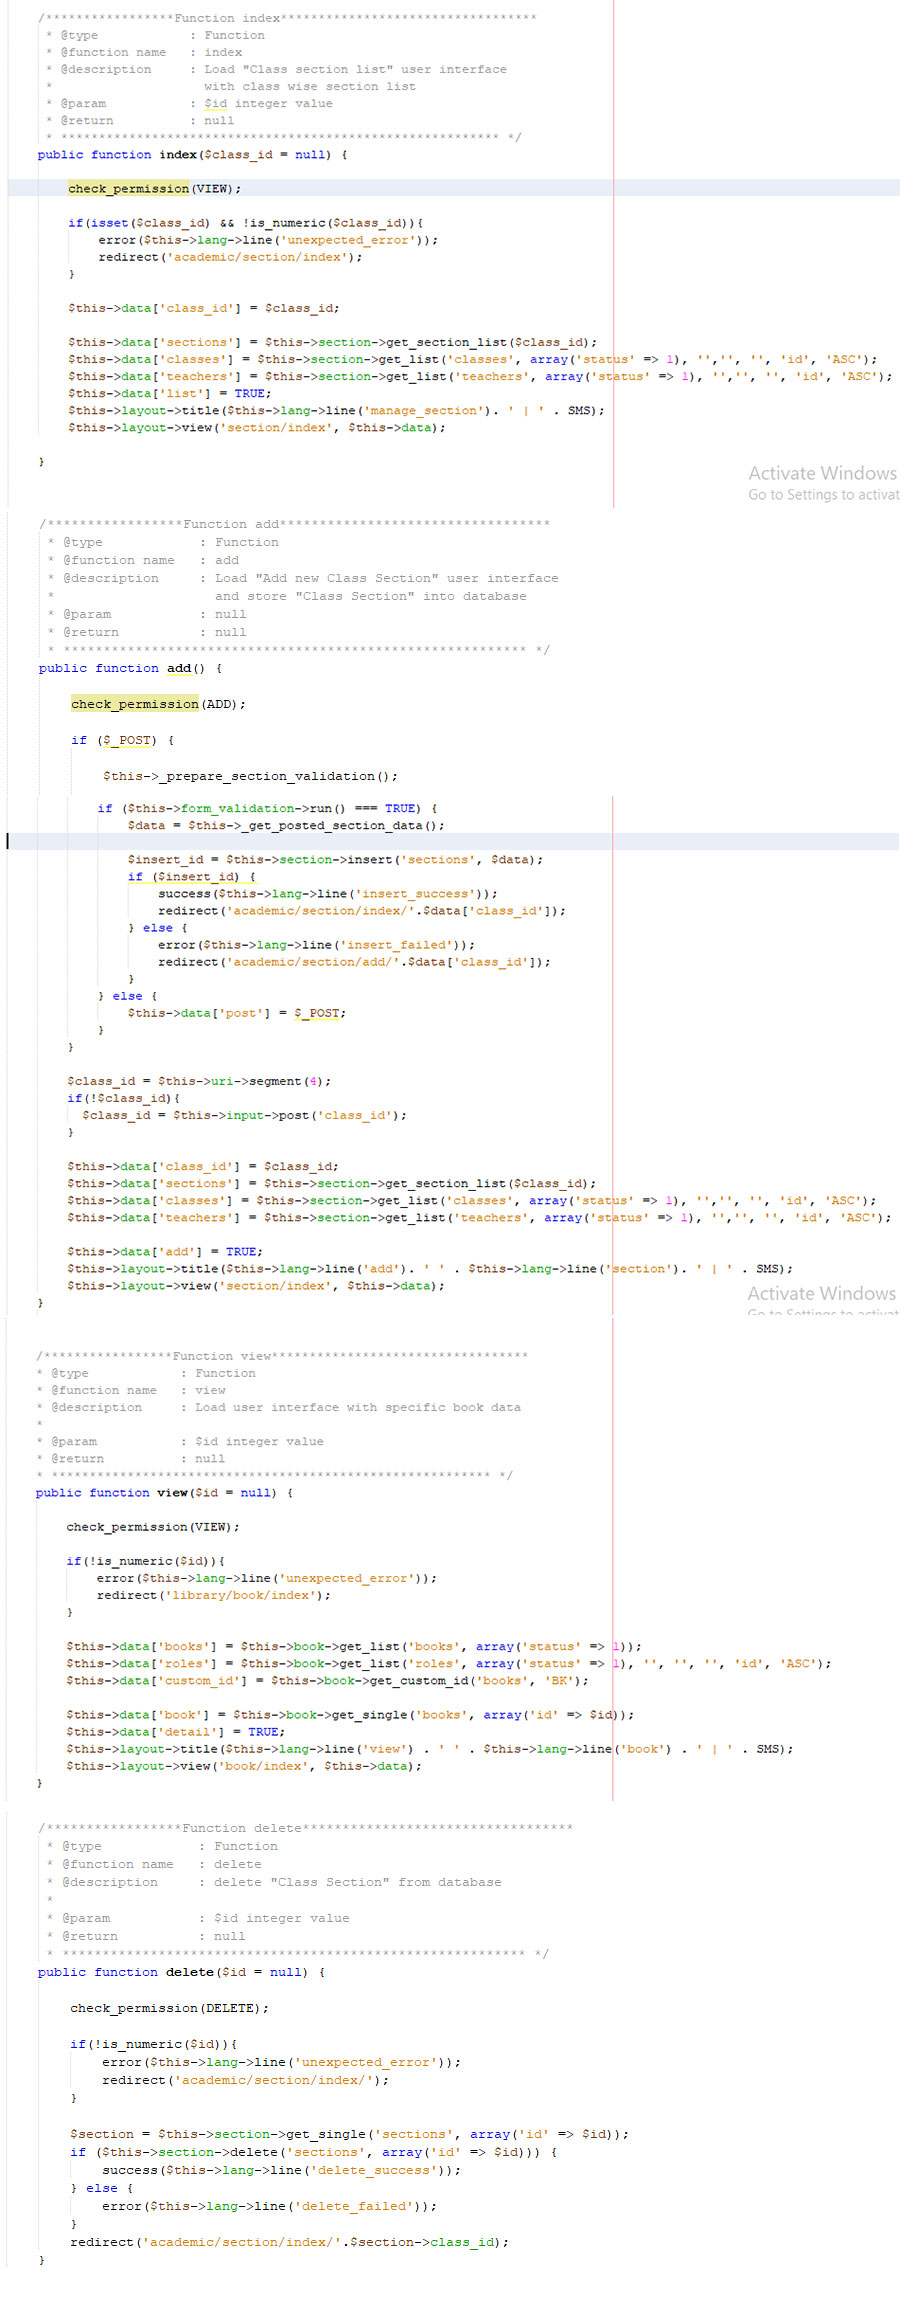 /*****************Function index**********************************
* @type            : Function
* @function name   : index
* @description     : Load "Class section list" user interface
*                    with class wise section list
* @param           : $id integer value
* @return          : null
* ********************************************************** */
public function index($class_id = null) {
check_permission(VIEW);
if(isset($class_id) && !is_numeric($class_id)){
error($this->lang->line('unexpected_error'));
redirect('academic/section/index');
}
$this->data['class_id'] = $class_id;
$this->data['sections'] = $this->section->get_section_list($class_id);
$this->data['classes'] = $this->section->get_list('classes', array('status' => 1), '','', '', 'id', 'ASC');
$this->data['teachers'] = $this->section->get_list('teachers', array('status' => 1), '','', '', 'id', 'ASC');
$this->data['list'] = TRUE;
$this->layout->title($this->lang->line('manage_section'). ' | ' . SMS);
$this->layout->view('section/index', $this->data);
}
Activate Windows
Go to Settings to activat
/*****************Function add**********************************
* @type            : Function
* @function name   : add
* @description     : Load "Add new Class Section" user interface
*                    and store "Class Section" into database
* @param           : null
* @return          : null
* ********************************************************** */
public function add() {
check_permission(ADD);
if ($_POST) {
$this->_prepare_section_validation();
if ($this->form_validation->run() === TRUE) {
$data = $this->_get_posted_section_data();
$insert_id = $this->section->insert('sections', $data);
if ($insert_id) {
success($this->lang->line('insert_success'));
redirect('academic/section/index/'.$data['class_id']);
} else {
error($this->lang->line('insert_failed'));
redirect('academic/section/add/'.$data['class_id']);
}
} else {
$this->data['post'] = $_POST;
}
}
$class_id = $this->uri->segment(4);
if(!$class_id){
$class_id = $this->input->post('class_id');
}
$this->data['class_id'] = $class_id;
$this->data['sections'] = $this->section->get_section_list($class_id);
$this->data['classes'] = $this->section->get_list('classes', array('status' => 1), '','', '', 'id', 'ASC');
$this->data['teachers'] = $this->section->get_list('teachers', array('status' => 1), '','', '', 'id', 'ASC');
$this->data['add'] = TRUE;
$this->layout->title($this->lang->line('add'). ' ' . $this->lang->line('section'). ' | ' . SMS);
$this->layout->view('section/index', $this->data);
}
Activate Windows
Go to Settings to activat
/*****************Function view**********************************
* @type            : Function
* @function name   : view
* @description     : Load user interface with specific book data
*
* @param           : $id integer value
* @return          : null
* ********************************************************** */
public function view($id = null) {
check_permission(VIEW);
if(!is_numeric($id)){
error($this->lang->line('unexpected_error'));
redirect('library/book/index');
}
$this->data['books'] = $this->book->get_list('books', array('status' => 1));
$this->data['roles'] = $this->book->get_list('roles', array('status' => 1), '', '', '', 'id', 'ASC');
$this->data['custom_id'] = $this->book->get_custom_id('books', 'BK');
$this->data['book'] = $this->book->get_single('books', array('id' => $id));
$this->data['detail'] = TRUE;
$this->layout->title($this->lang->line('view') . ' ' . $this->lang->line('book') . ' | ' . SMS);
$this->layout->view('book/index', $this->data);
}
/*****************Function delete**********************************
* @type            : Function
* @function name   : delete
* @description     : delete "Class Section" from database
*
* @param           : $id integer value
* @return          : null
* ********************************************************** */
public function delete($id = null) {
check_permission(DELETE);
if(!is_numeric($id)){
error($this->lang->line('unexpected_error'));
redirect('academic/section/index/');
}
$section = $this->section->get_single('sections', array('id' => $id));
if ($this->section->delete('sections', array('id' => $id))) {
success($this->lang->line('delete_success'));
} else {
error($this->lang->line('delete_failed'));
}
redirect('academic/section/index/'.$section->class_id);
}